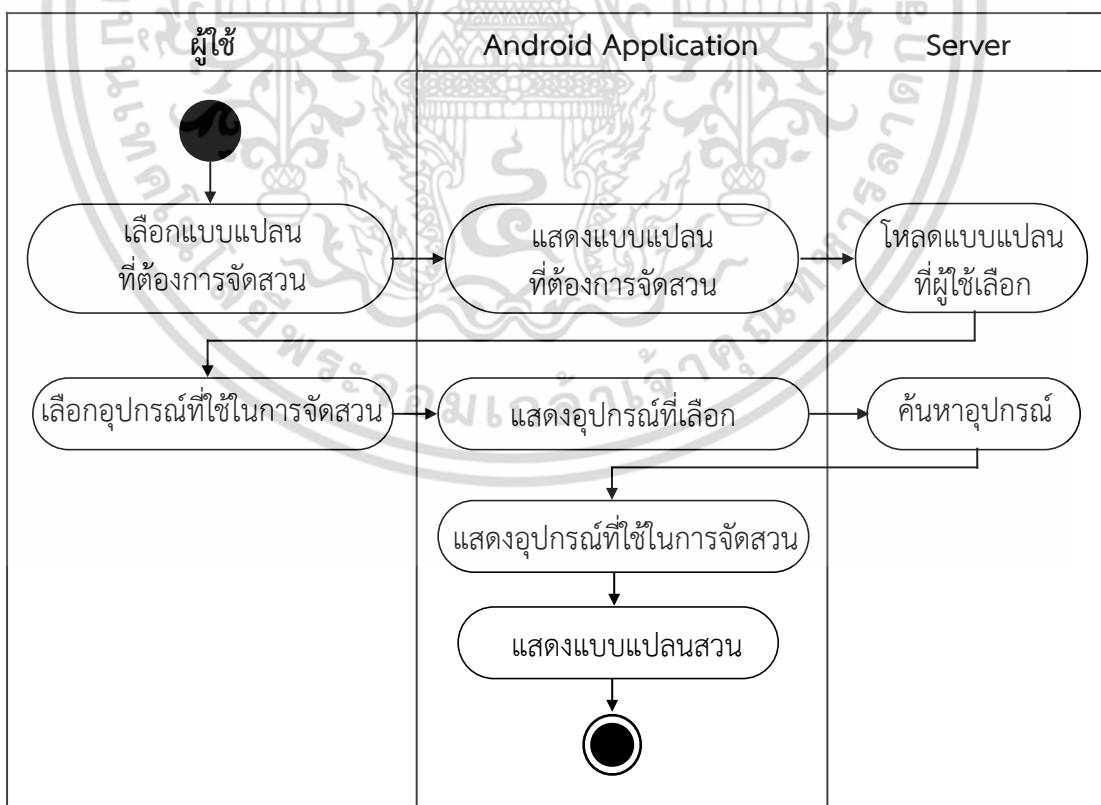 ผู้ใช้
Android Application
Server
เลือกแบบแปลน
ที่ต้องการจัดสวน
แสดงแบบแปลน
ที่ต้องการจัดสวน
โหลดแบบแปลน
ที่ผู้ใช้เลือก
เลือกอุปกรณ์ที่ใช้ในการจัดสวน
แสดงอุปกรณ์ที่เลือก
ค้นหาอุปกรณ์
แสดงอุปกรณ์ที่ใช้ในการจัดสวน
แสดงแบบแปลนสวน